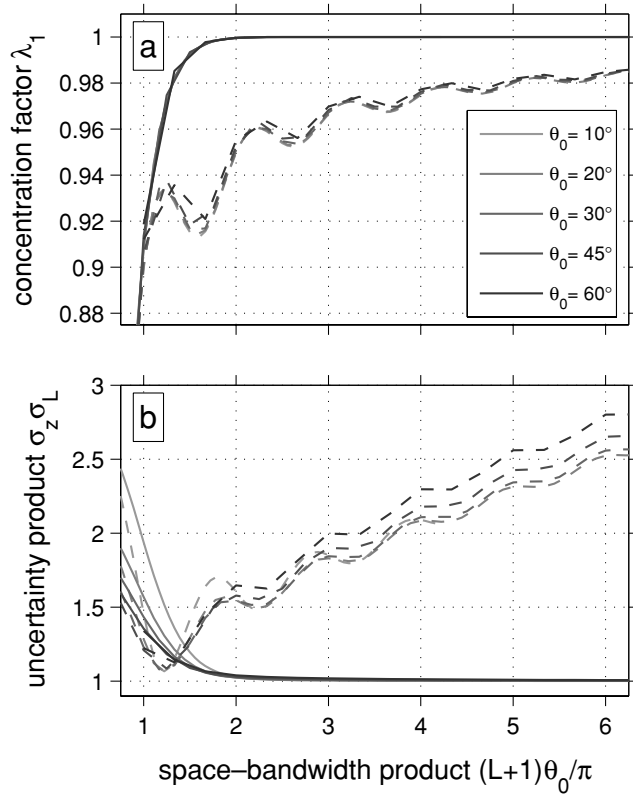 a
concentration factor λ1
1
0.98
0.96
0.94
0.92
0.9
0.88
θ0= 10°
θ0= 20°
θ0= 30°
θ0= 45°
θ0= 60°
b
uncertainty product σzσL
3
2.5
2
1.5
1
1 2 3 4 5 6
space–bandwidth product (L+1)θ0/π